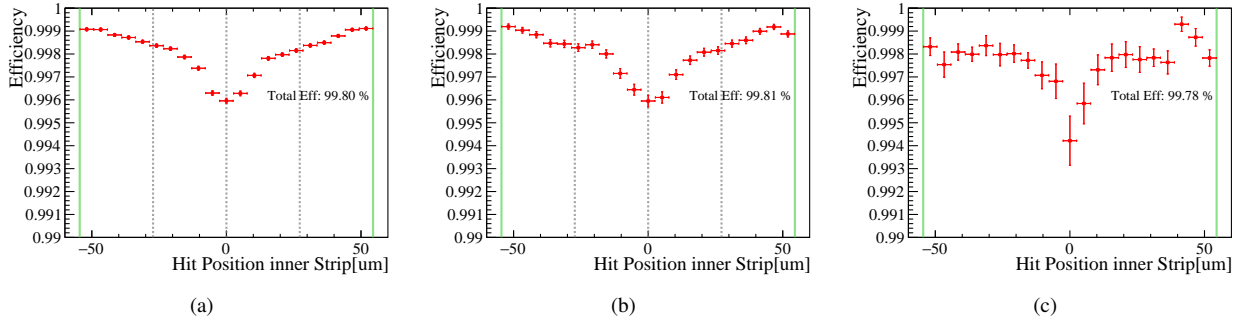 Efficiency
1
0.999
0.998
0.997
0.996
0.995
0.994
0.993
0.992
0.991
0.99
Total Eff: 99.80 %
−50 0 50
Hit Position inner Strip[um]
(a)
Efficiency
1
0.999
0.998
0.997
0.996
0.995
0.994
0.993
0.992
0.991
0.99
Total Eff: 99.81 %
−50 0 50
Hit Position inner Strip[um]
(b)
Efficiency
1
0.999
0.998
0.997
0.996
0.995
0.994
0.993
0.992
0.991
0.99
Total Eff: 99.78 %
−50 0 50
Hit Position inner Strip[um]
(c)